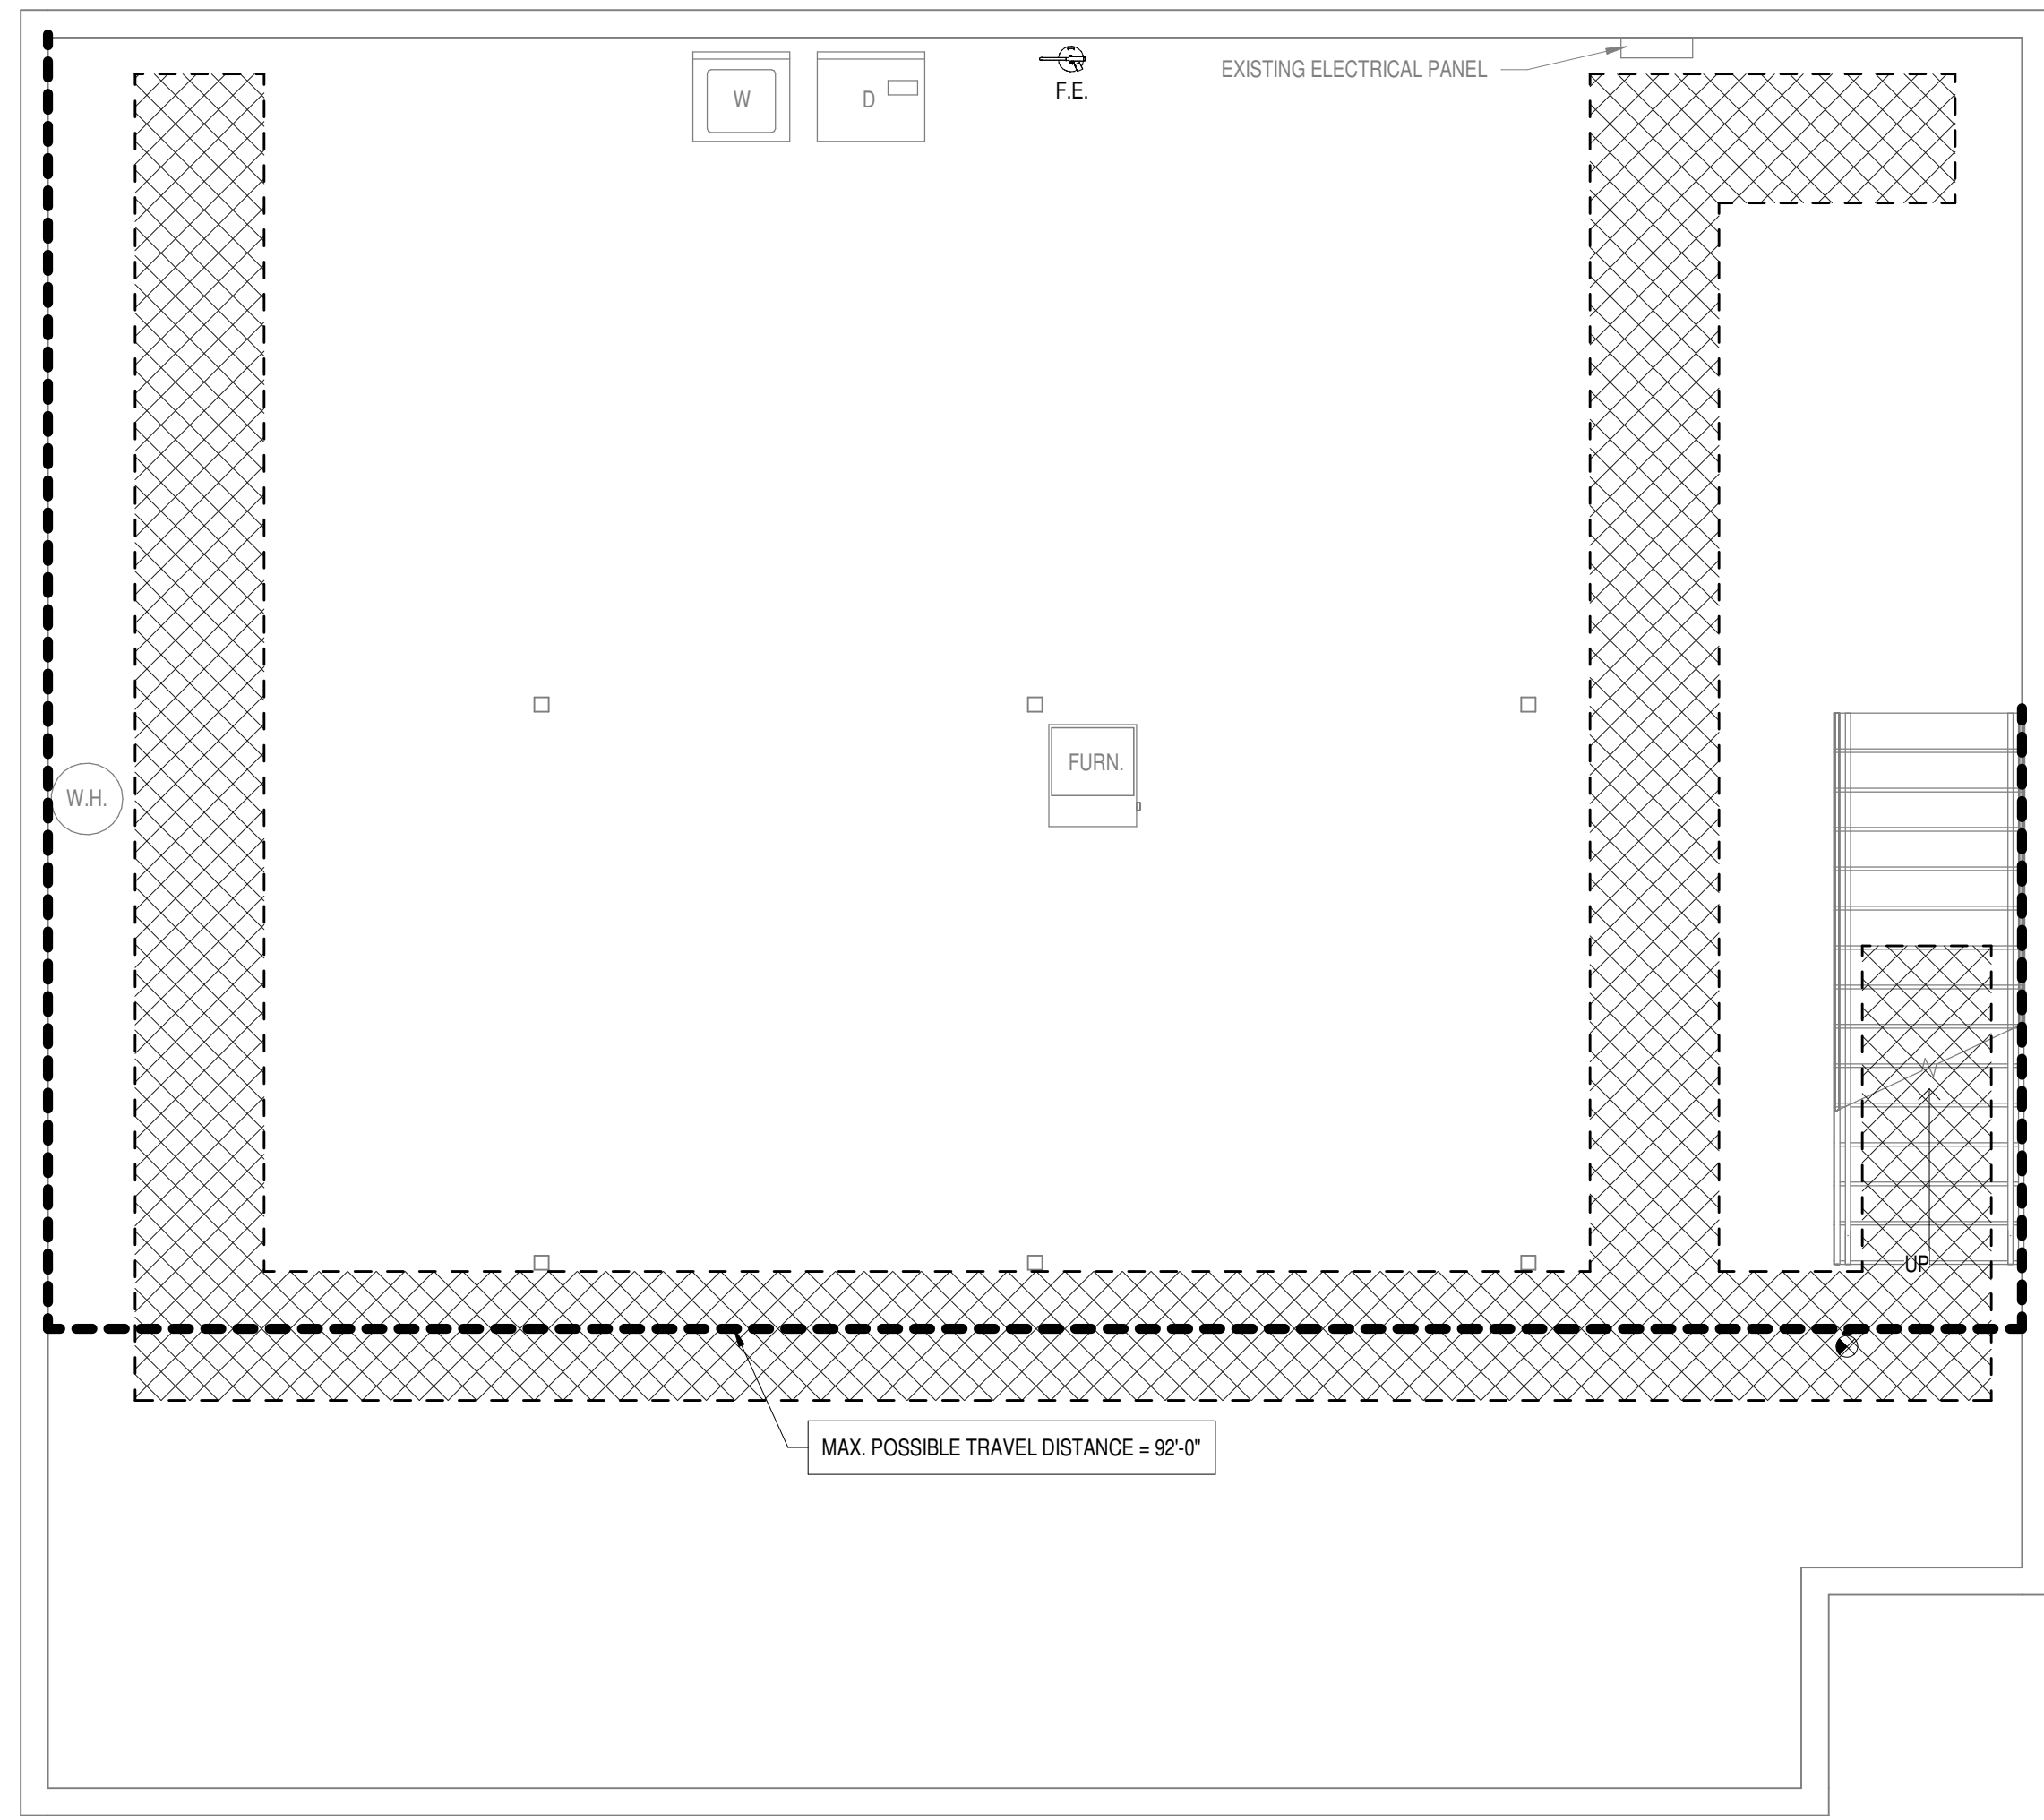 EXISTING ELECTRICAL PANEL
W
D
F.E.
FURN.
W.H.
UP
MAX. POSSIBLE TRAVEL DISTANCE = 92'-0"